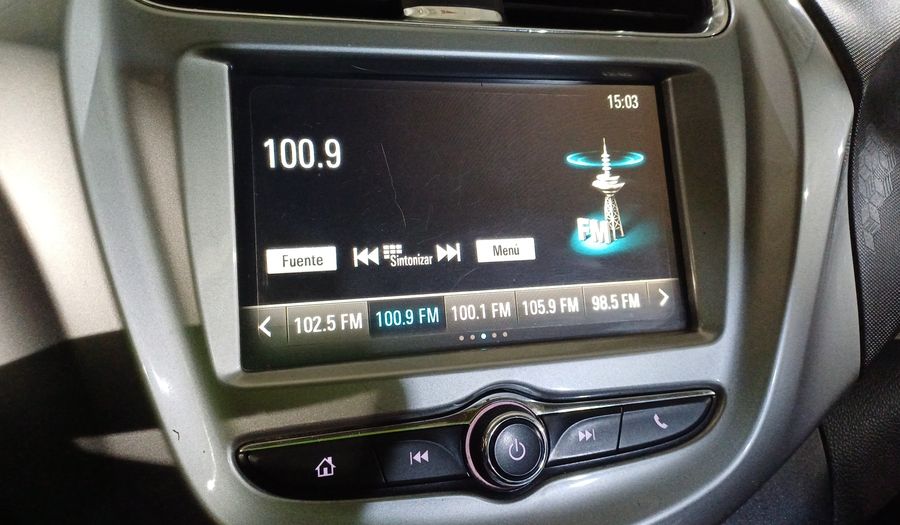 15:03
100.9
FM
Fuente
Sintonizar
Menú
102.5 FM
100.9 FM
100.1 FM
105.9 FM
98.5 FM